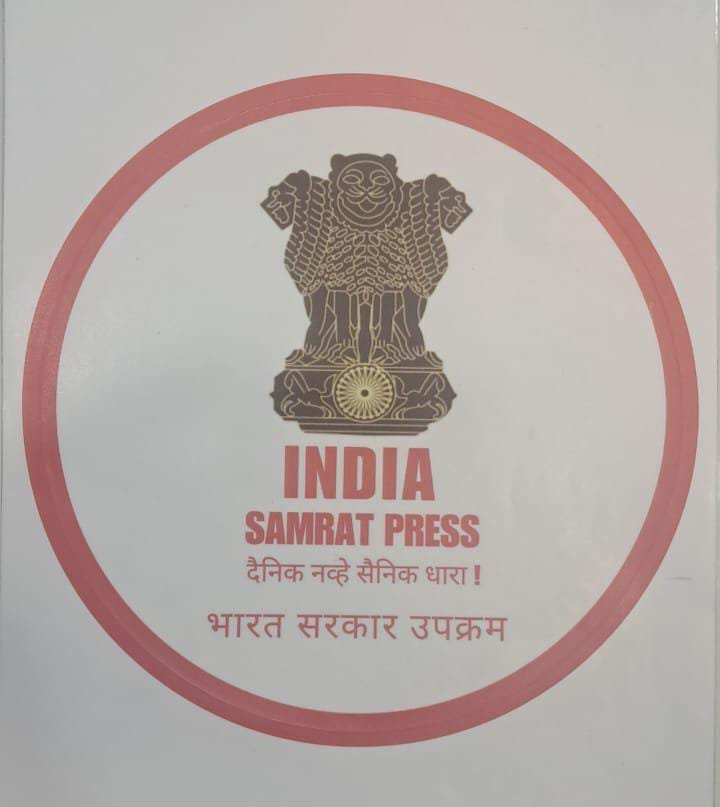 INDIA
SAMRAT PRESS
दैनिक नव्हे सैनिक धारा !
भारत सरकार उपक्रम